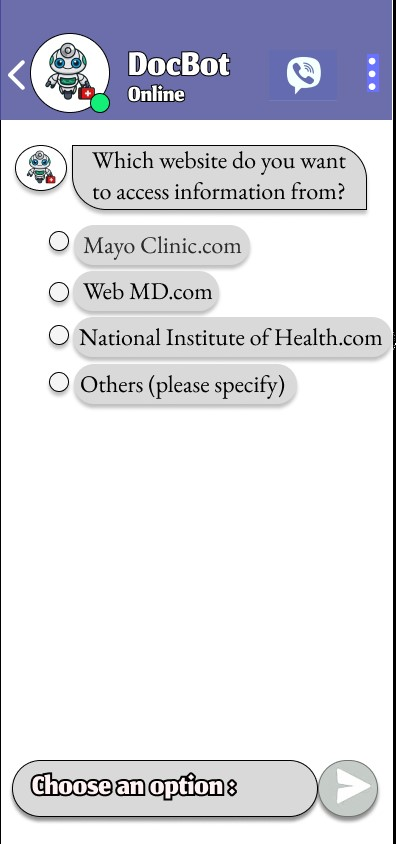 DocBot
Online
Which website do you want
to access information from?
Mayo Clinic.com
Web MD.com
National Institute of Health.com
Others (please specify)
Choose an option :